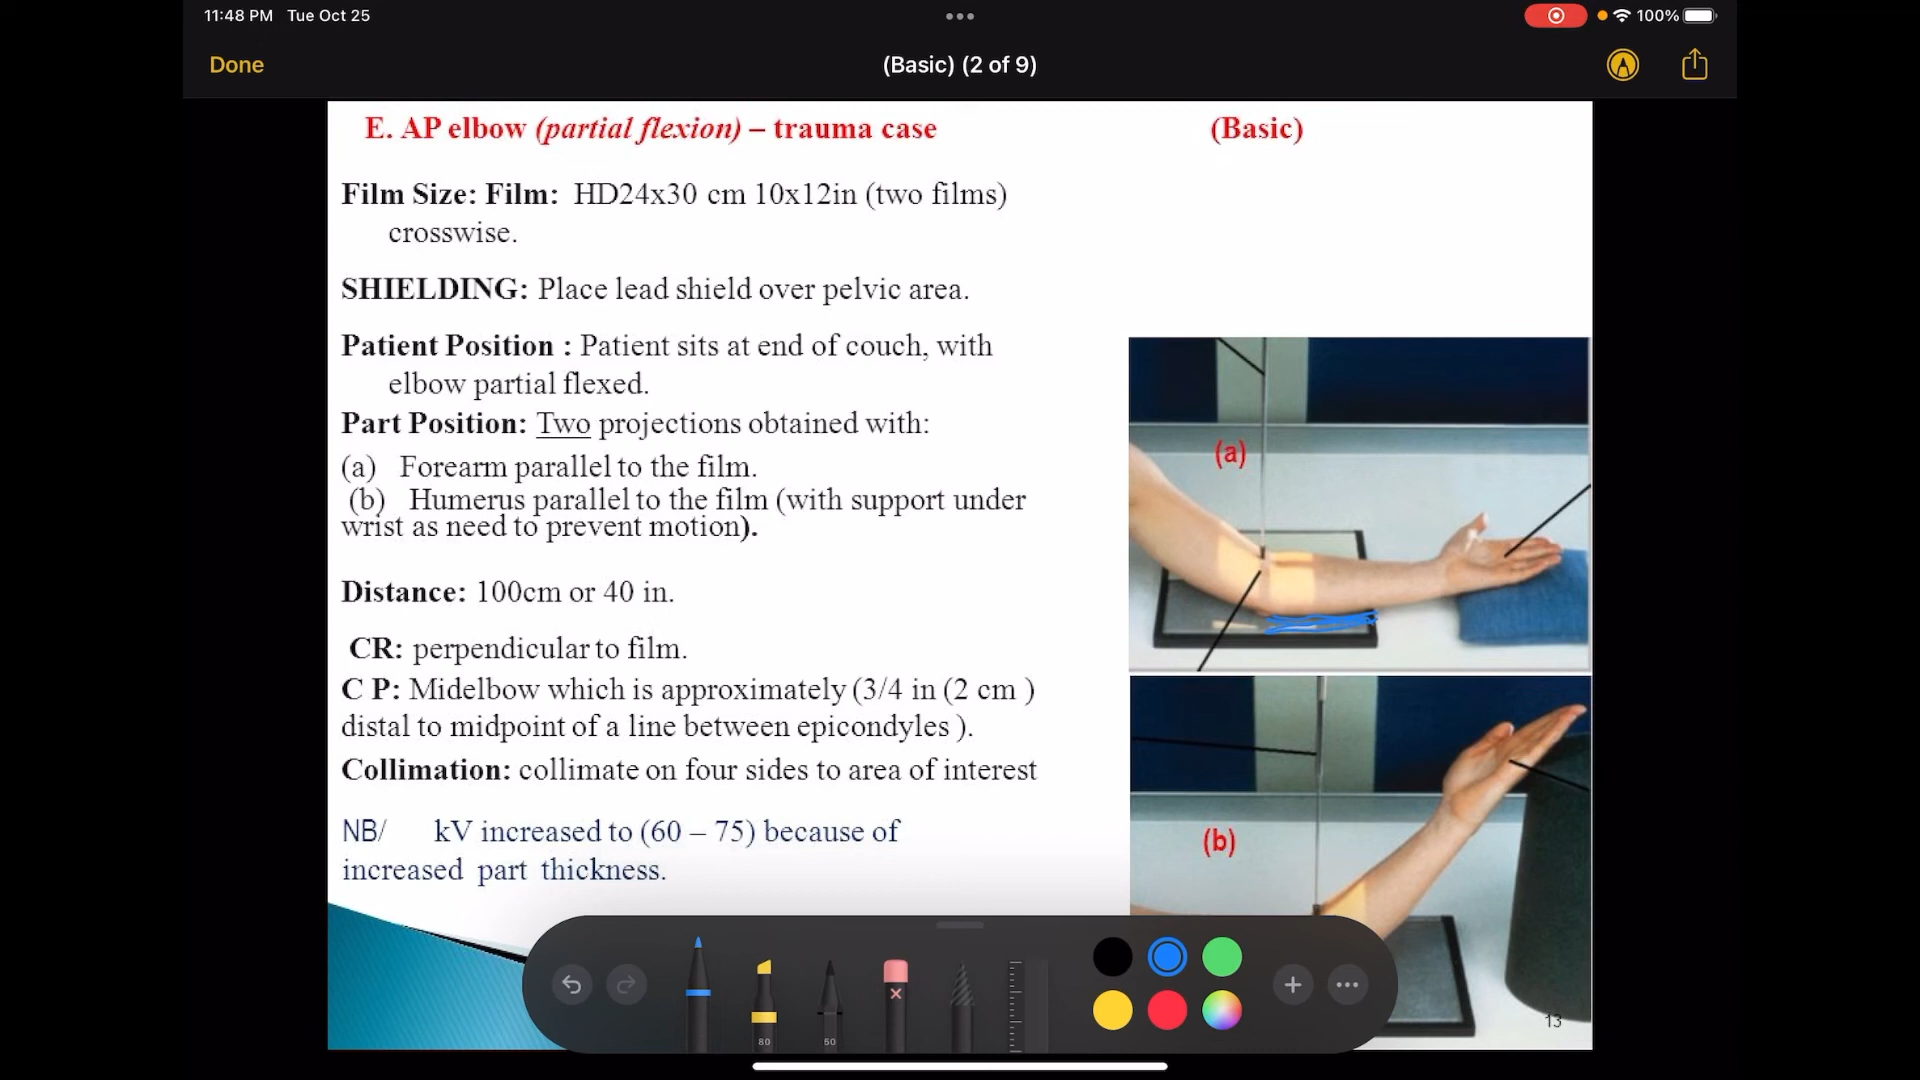 11:48 PM Tue Oct 25
100%
Done
(Basic) (2 of 9)
E. AP elbow (partial flexion) – trauma case (Basic)
Film Size: Film: HD24x30 cm 10x12in (two films)
crosswise.
SHIELDING: Place lead shield over pelvic area.
Patient Position : Patient sits at end of couch, with
elbow partial flexed.
Part Position: Two projections obtained with:
(a) Forearm parallel to the film.
(b) Humerus parallel to the film (with support under
wrist as need to prevent motion).
Distance: 100cm or 40 in.
CR: perpendicular to film.
C P: Midelbow which is approximately (3/4 in (2 cm )
distal to midpoint of a line between epicondyles ).
Collimation: collimate on four sides to area of interest
NB/ kV increased to (60 – 75) because of
increased part thickness.
(a)
(b)
80
50
13